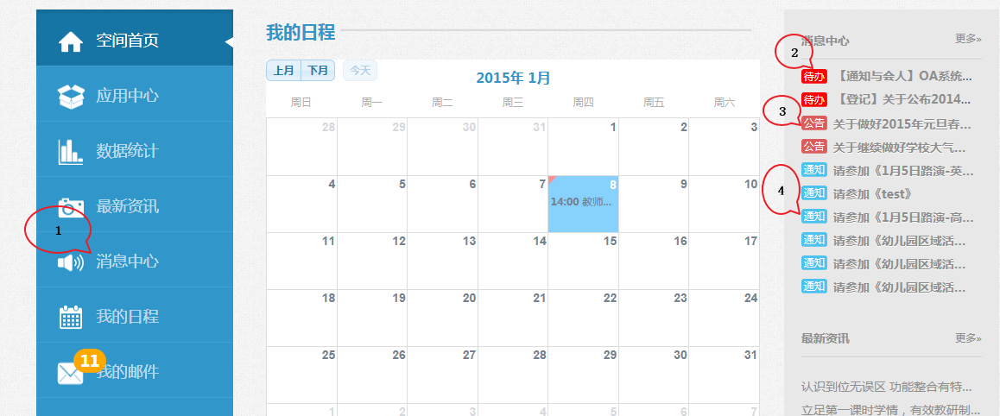 空间首页
应用中心
数据统计
最新资讯
1
消息中心
我的日程
11
我的邮件
我的日程
上月 下月 今天
2015年 1月
周日 周一 周二 周三 周四 周五 周六
28 29 30 31 1 2 3
4 5 6 7 8 9 10
14:00 教师...
11 12 13 14 15 16 17
18 19 20 21 22 23 24
25 26 27 28 29 30 31
1 2 3 4 5 6 7
消息中心 更多»
2
待办 【通知与会人】OA系统...
待办 【登记】关于公布2014...
3
公告 关于做好2015年元旦春...
公告 关于继续做好学校大气...
通知 请参加《1月5日路演-英...
4
通知 请参加《test》
通知 请参加《1月5日路演-高...
通知 请参加《幼儿园区域活...
通知 请参加《幼儿园区域活...
通知 请参加《幼儿园区域活...
最新资讯 更多»
认识到位无误区 功能整合有特...
立足第一课时学情，有效教研制...